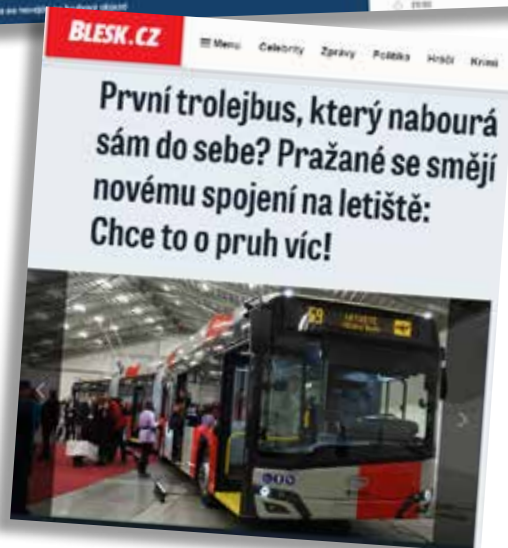 BLESK.CZ
Menu Celebrity Zprávy Politika Hráči Krimi
První trolejbus, který nabourá
sám do sebe? Pražané se smějí
novému spojení na letiště:
Chce to o pruh víc!
59 LETIŠTĚ